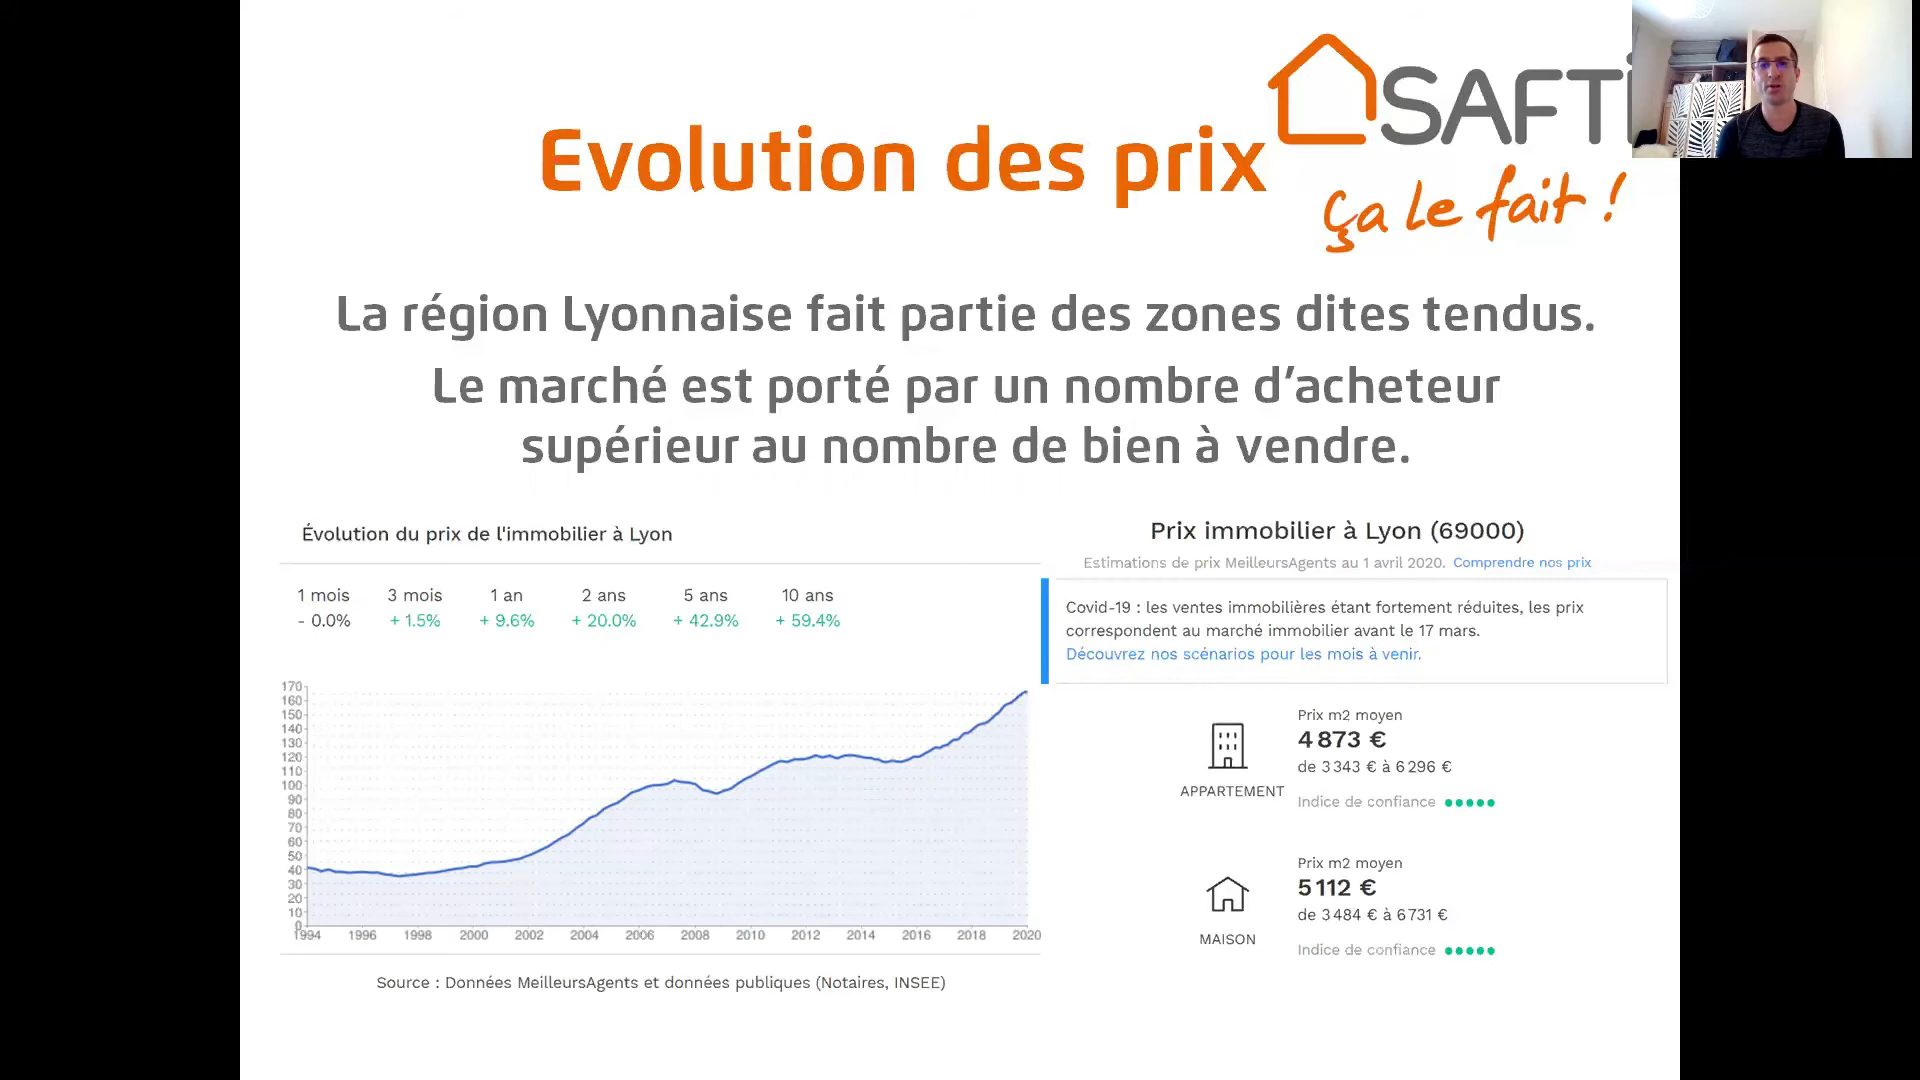 SAFTi
Evolution des prix
ça le fait !
La région Lyonnaise fait partie des zones dites tendus.
Le marché est porté par un nombre d’acheteur
supérieur au nombre de bien à vendre.
Évolution du prix de l'immobilier à Lyon
1 mois 3 mois 1 an 2 ans 5 ans 10 ans
- 0.0% + 1.5% + 9.6% + 20.0% + 42.9% + 59.4%
170
160
150
140
130
120
110
100
90
80
70
60
50
40
30
20
10
0
1994 1996 1998 2000 2002 2004 2006 2008 2010 2012 2014 2016 2018 2020
Source : Données MeilleursAgents et données publiques (Notaires, INSEE)
Prix immobilier à Lyon (69000)
Estimations de prix MeilleursAgents au 1 avril 2020. Comprendre nos prix
Covid-19 : les ventes immobilières étant fortement réduites, les prix
correspondent au marché immobilier avant le 17 mars.
Découvrez nos scénarios pour les mois à venir.
Prix m2 moyen
4 873 €
de 3 343 € à 6 296 €
APPARTEMENT
Indice de confiance
Prix m2 moyen
5 112 €
de 3 484 € à 6 731 €
MAISON
Indice de confiance